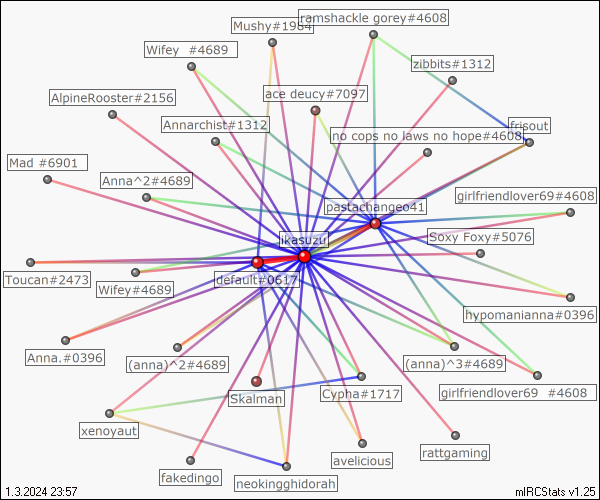 Mushy#1984
ramshackle gorey#4608
Wifey  #4689
zibbits#1312
AlpineRooster#2156
ace deucy#7097
Annarchist#1312
no cops no laws no hope#4608
frisout
Mad #6901
Anna^2#4689
girlfriendlover69#4608
pastachangeo41
likasuzu
Soxy Foxy#5076
Toucan#2473
Wifey#4689
default#0617
hypomanianna#0396
Anna.#0396
(anna)^2#4689
(anna)^3#4689
Skalman
Cypha#1717
girlfriendlover69  #4608
xenoyaut
rattgaming
avelicious
fakedingo
neokingghidorah
1.3.2024 23:57
mIRCStats v1.25